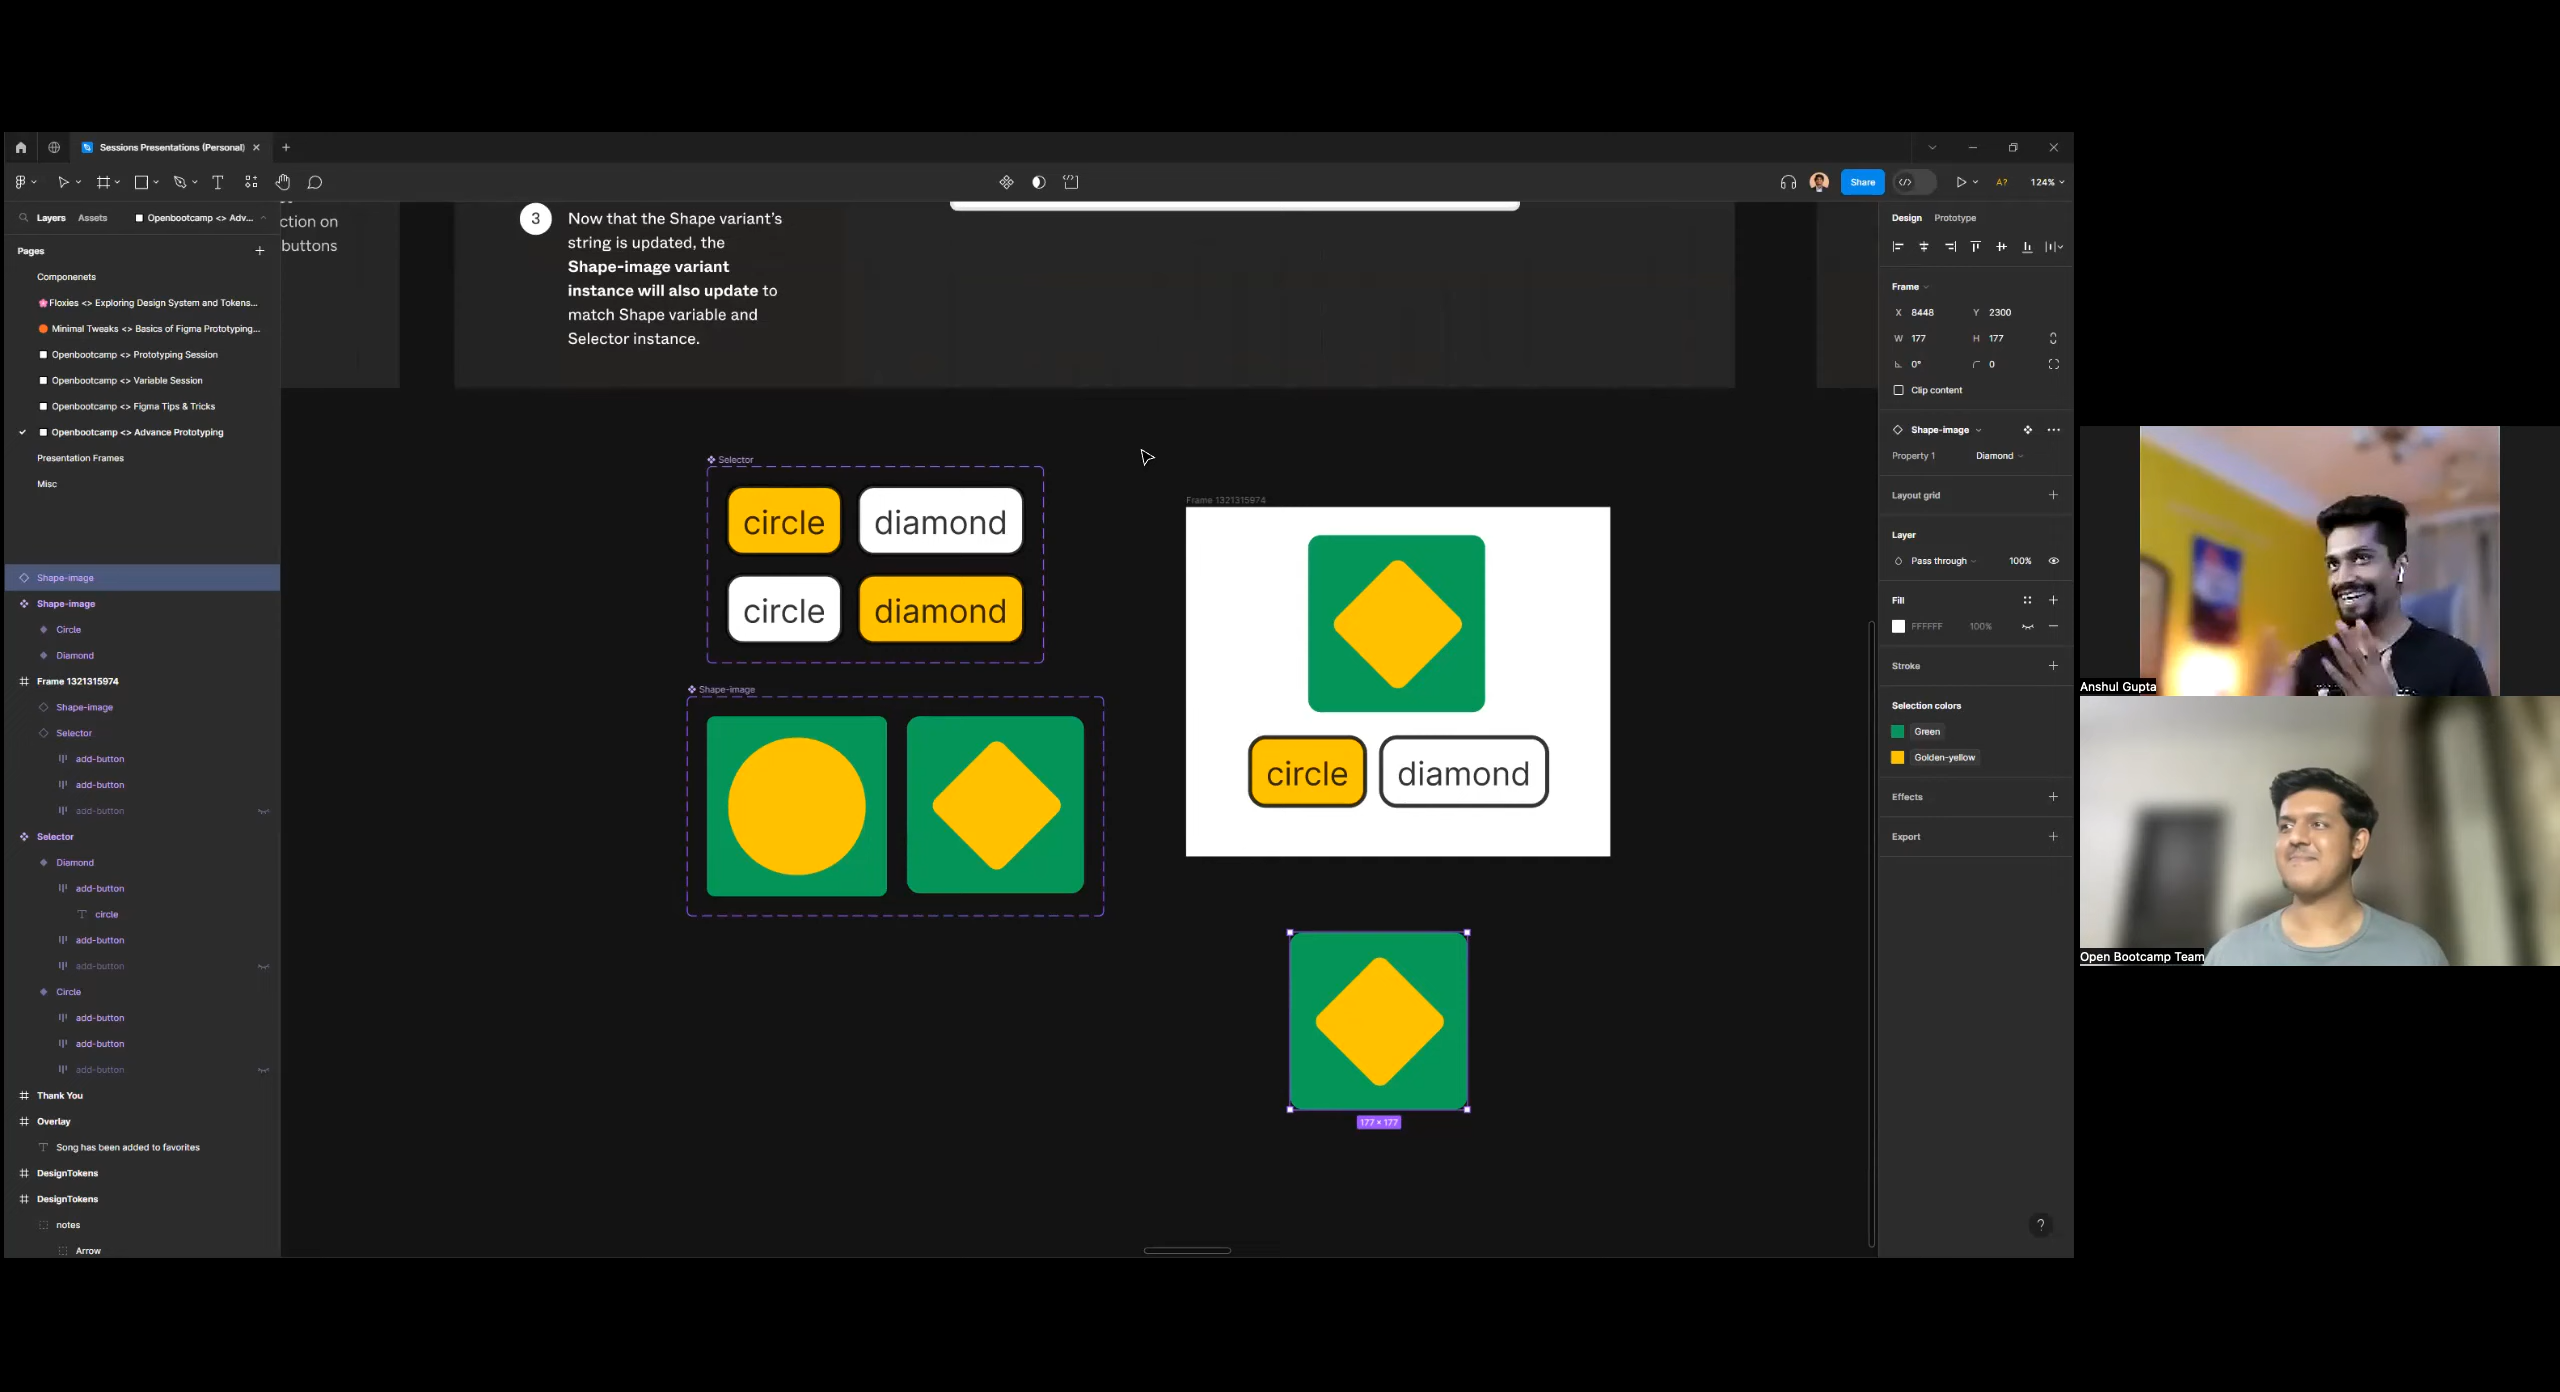 Sessions Presentations (Personal)
Share
A?
124%
Layers
Assets
Openbootcamp <> Adv...
Pages
Componenets
Floxies <> Exploring Design System and Tokens...
Minimal Tweaks <> Basics of Figma Prototyping...
Openbootcamp <> Prototyping Session
Openbootcamp <> Variable Session
Openbootcamp <> Figma Tips & Tricks
Openbootcamp <> Advance Prototyping
Presentation Frames
Misc
Shape-image
Shape-image
Circle
Diamond
Frame 1321315974
Shape-image
Selector
add-button
add-button
add-button
Selector
Diamond
add-button
circle
add-button
add-button
Circle
add-button
add-button
add-button
Thank You
Overlay
Song has been added to favorites
DesignTokens
DesignTokens
notes
Arrow
ction on
buttons
3
Now that the Shape variant's
string is updated, the
Shape-image variant
instance will also update to
match Shape variable and
Selector instance.
Selector
circle
diamond
circle
diamond
Shape-image
Frame 1321315974
circle
diamond
177 × 177
Design
Prototype
Frame
X 8448
Y 2300
W 177
H 177
0°
0
Clip content
Shape-image
Property 1
Diamond
Layout grid
Layer
Pass through
100%
Fill
FFFFFF
100%
Stroke
Selection colors
Green
Golden-yellow
Effects
Export
?
Anshul Gupta
Open Bootcamp Team